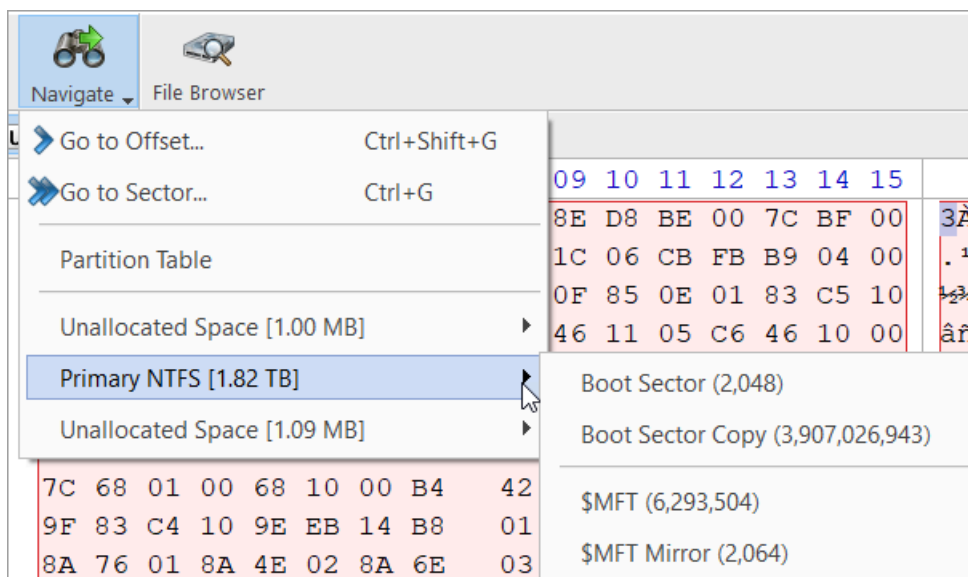 Navigate File Browser
Go to Offset... Ctrl+Shift+G
Go to Sector... Ctrl+G
09 10 11 12 13 14 15
8E D8 BE 00 7C BF 00 3À
1C 06 CB FB B9 04 00
Partition Table
0F 85 0E 01 83 C5 10
Unallocated Space [1.00 MB]
46 11 05 C6 46 10 00
Primary NTFS [1.82 TB]
Boot Sector (2,048)
Unallocated Space [1.09 MB]
Boot Sector Copy (3,907,026,943)
7C 68 01 00 68 10 00 B4 42
$MFT (6,293,504)
9F 83 C4 10 9E EB 14 B8 01
$MFT Mirror (2,064)
8A 76 01 8A 4E 02 8A 6E 03